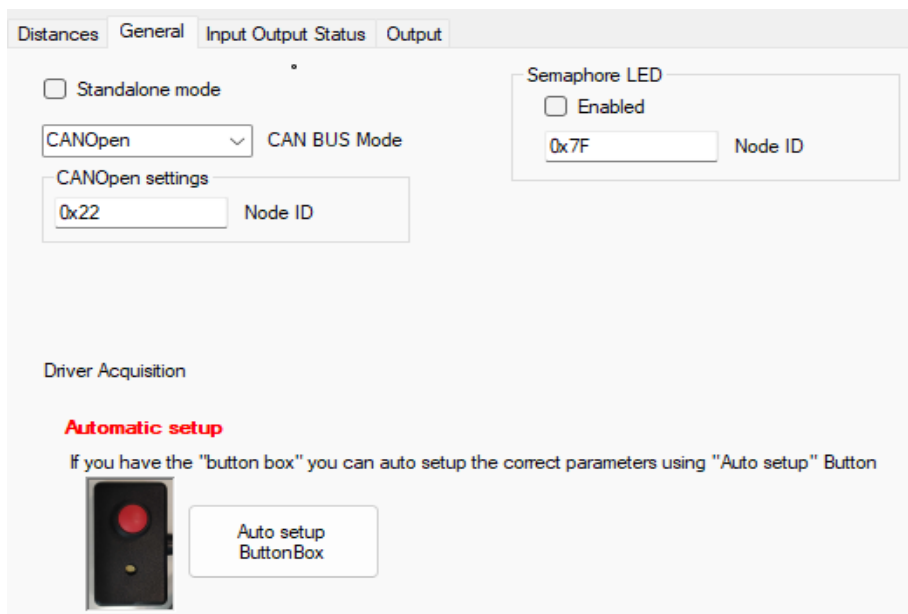 Distances General Input Output Status Output
Standalone mode
CANOpen CAN BUS Mode
CANOpen settings
0x22 Node ID
Semaphore LED
Enabled
0x7F Node ID
Driver Acquisition
Automatic setup
If you have the "button box" you can auto setup the correct parameters using "Auto setup" Button
Auto setup
ButtonBox